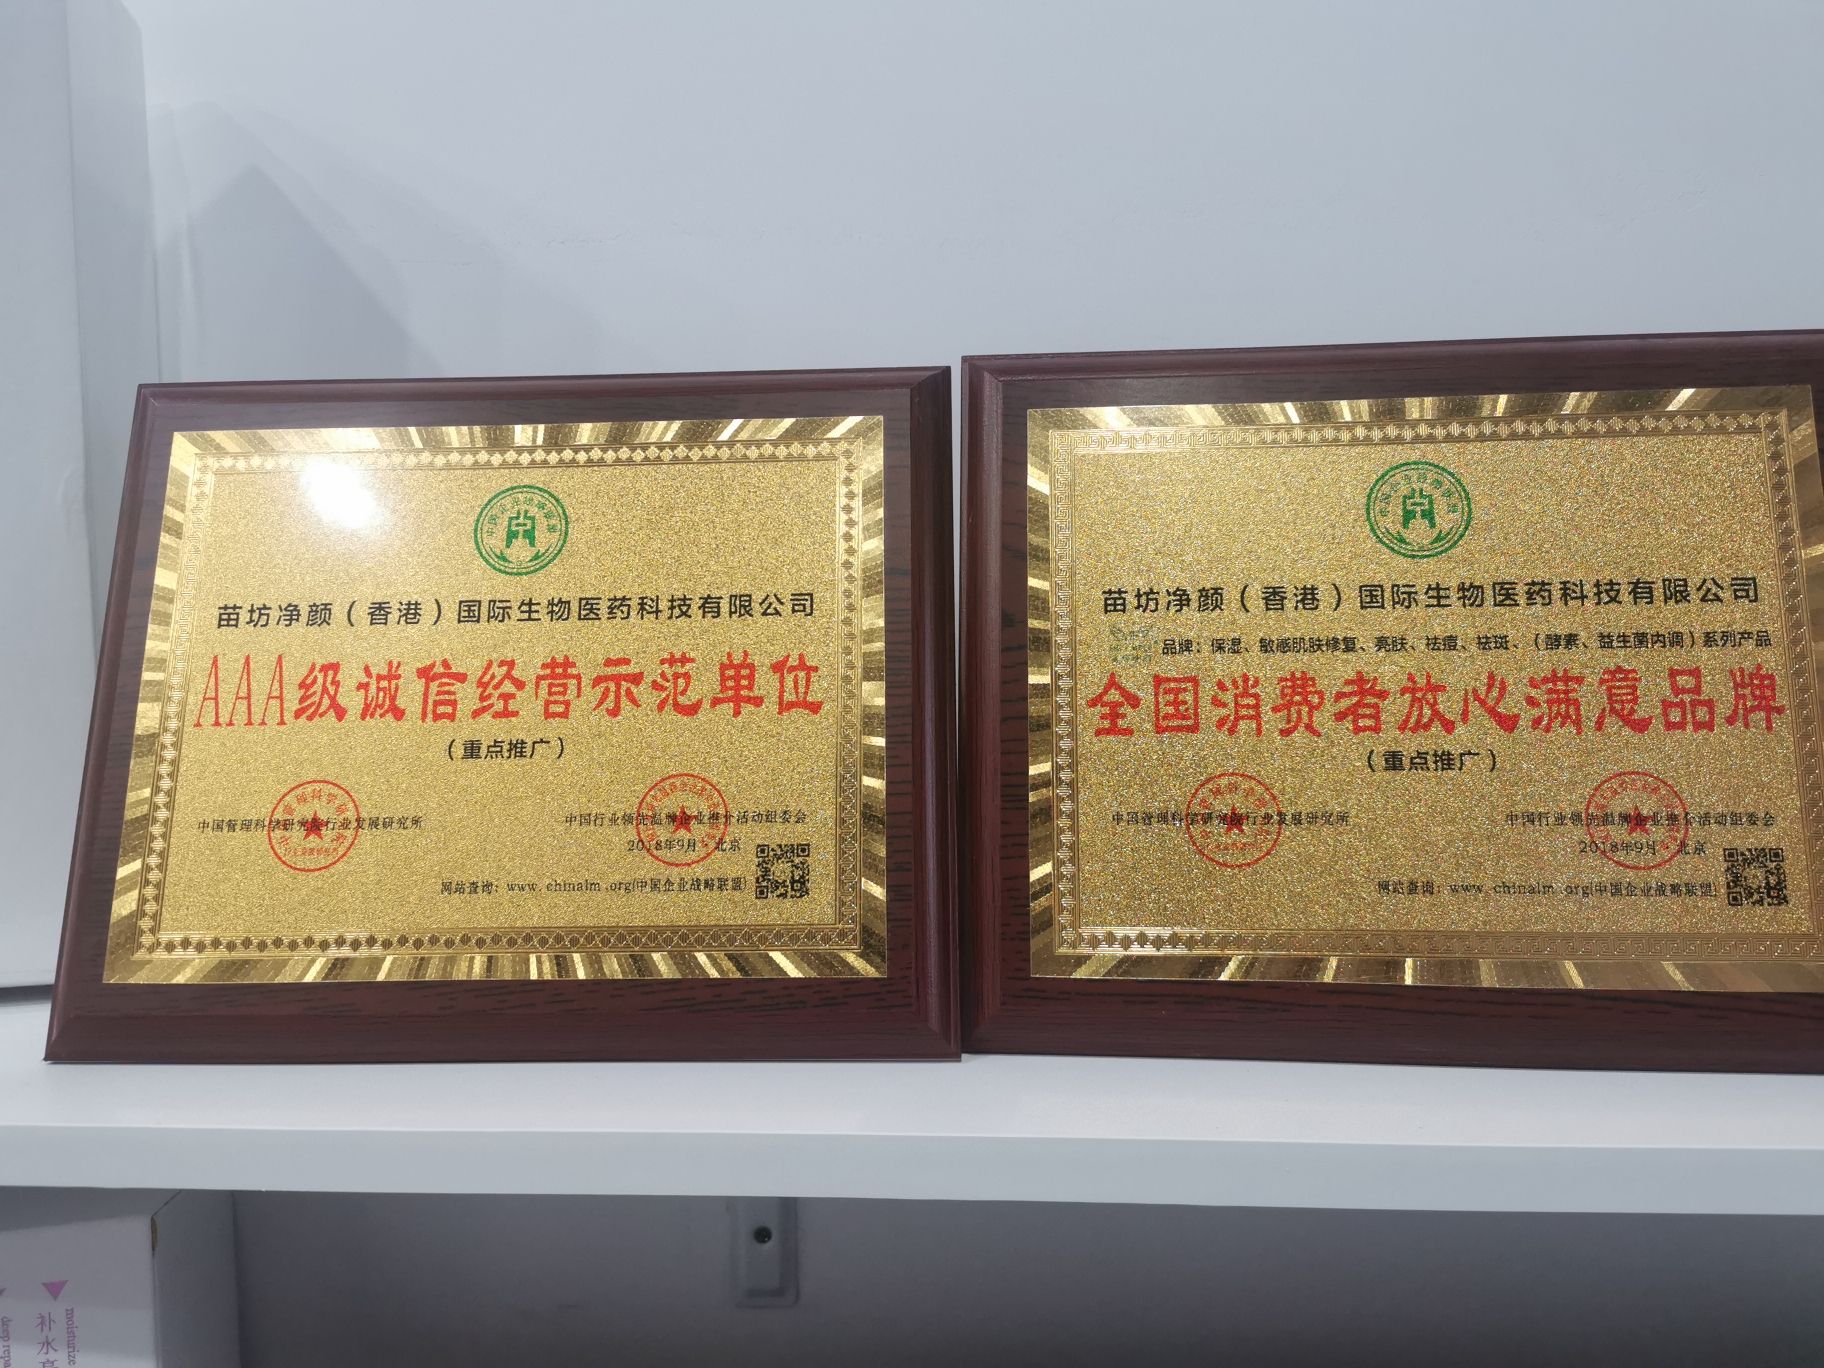 苗坊净颜（香港）国际生物医药科技有限公司
AAA级诚信经营示范单位
（重点推广）
中国管理科学研究院行业发展研究所
中国行业领先品牌企业推介活动组委会
2018年9月·北京
网站查询：www.chinalm.org(中国企业战略联盟)
苗坊净颜（香港）国际生物医药科技有限公司
品牌：保湿、敏感肌肤修复、亮肤、祛痘、祛斑、（酵素、益生菌内调）系列产品
全国消费者放心满意品牌
（重点推广）
中国管理科学研究院行业发展研究所
中国行业领先品牌企业推介活动组委会
2018年9月·北京
网站查询：www.chinalm.org(中国企业战略联盟)
补水
moisturize
deep